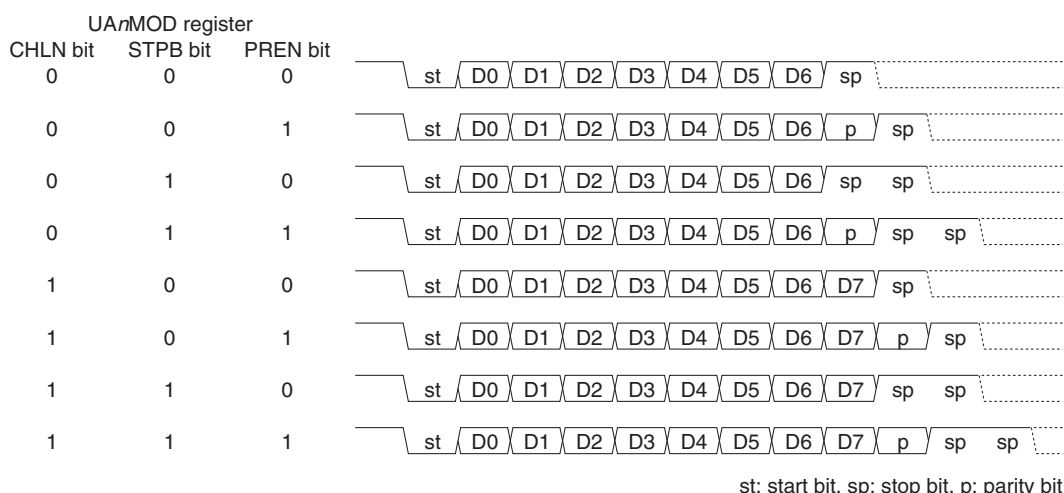 UAnMOD register
CHLN bit STPB bit PREN bit
0 0 0 st D0 D1 D2 D3 D4 D5 D6 sp
0 0 1 st D0 D1 D2 D3 D4 D5 D6 p sp
0 1 0 st D0 D1 D2 D3 D4 D5 D6 sp sp
0 1 1 st D0 D1 D2 D3 D4 D5 D6 p sp sp
1 0 0 st D0 D1 D2 D3 D4 D5 D6 D7 sp
1 0 1 st D0 D1 D2 D3 D4 D5 D6 D7 p sp
1 1 0 st D0 D1 D2 D3 D4 D5 D6 D7 sp sp
1 1 1 st D0 D1 D2 D3 D4 D5 D6 D7 p sp sp
st: start bit, sp: stop bit, p: parity bit